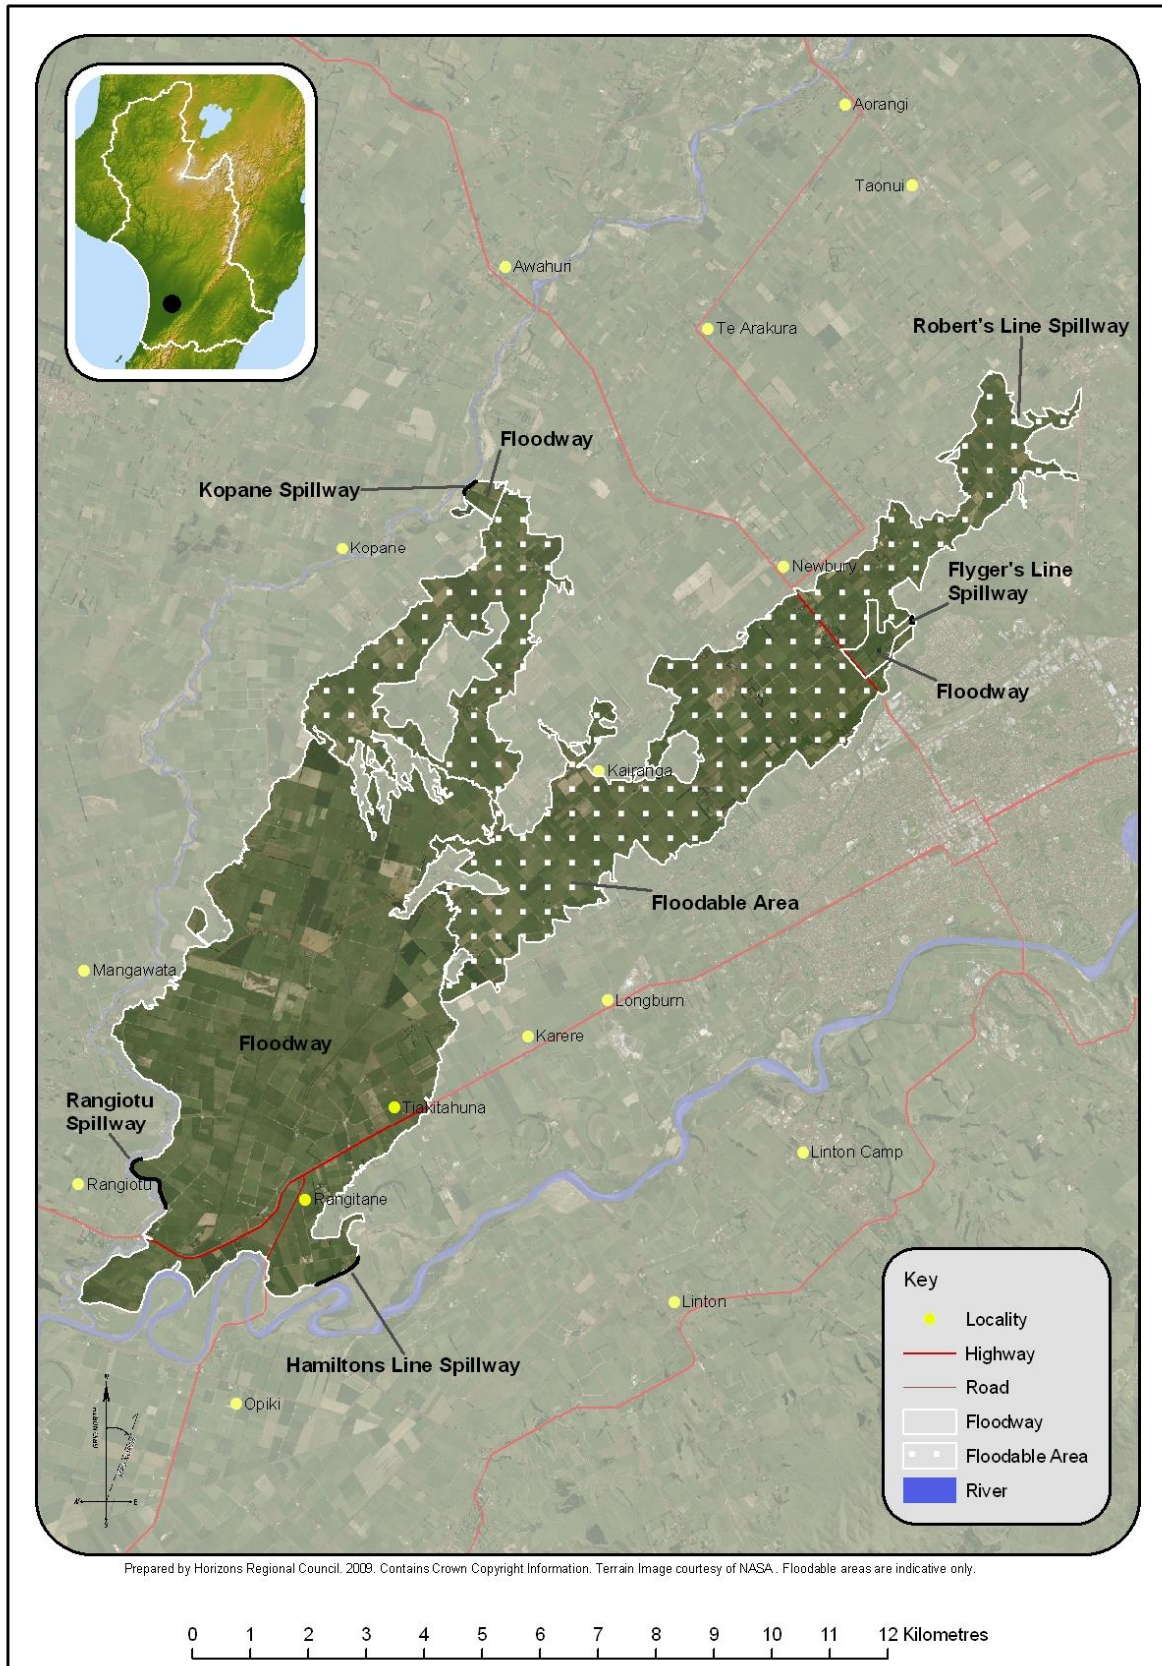 Aorangi
Taonui
Awahuri
Te Arakura
Robert's Line Spillway
Floodway
Kopane Spillway
Kopane
Newbury
Flyger's Line
Spillway
Floodway
Kairanga
Floodable Area
Mangawata
Longburn
Karere
Floodway
Rangiotu
Spillway
Tiakitahuna
Linton Camp
Rangiotu
Rangitane
Linton
Hamiltons Line Spillway
Opiki
Key
Locality
Highway
Road
Floodway
Floodable Area
River
E
S
Prepared by Horizons Regional Council. 2009. Contains Crown Copyright Information. Terrain Image courtesy of NASA . Floodable areas are indicative only.
0 1 2 3 4 5 6 7 8 9 10 11 12 Kilometres